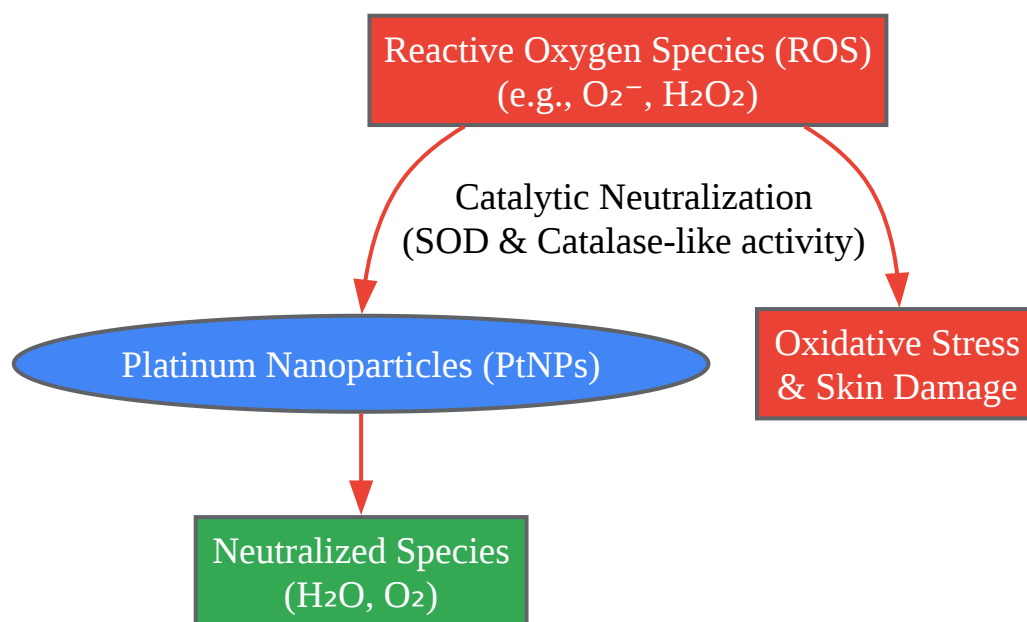 Reactive Oxygen Species (ROS)
(e.g., O₂⁻, H₂O₂)
Catalytic Neutralization
(SOD & Catalase-like activity)
Platinum Nanoparticles (PtNPs)
Oxidative Stress
& Skin Damage
Neutralized Species
(H₂O, O₂)